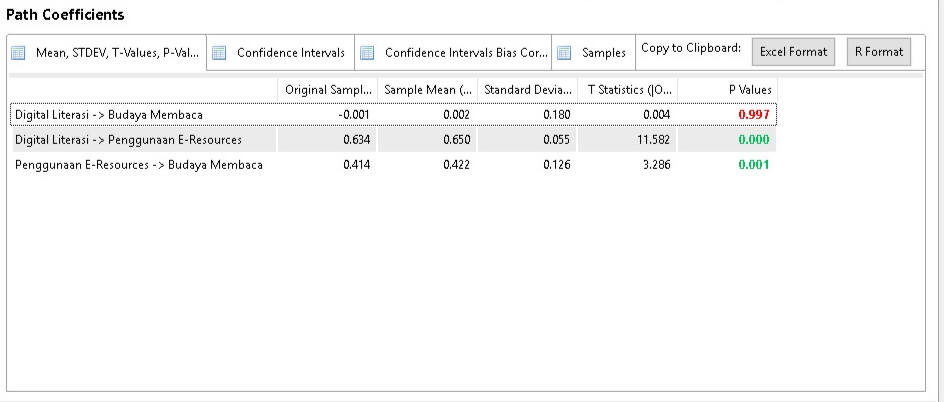 Path Coefficients
Mean, STDEV, T-Values, P-Val... Confidence Intervals Confidence Intervals Bias Cor... Samples Copy to Clipboard: Excel Format R Format
Original Sampl... Sample Mean (... Standard Devia... T Statistics (|O... P Values
Digital Literasi -> Budaya Membaca -0.001 0.002 0.180 0.004 0.997
Digital Literasi -> Penggunaan E-Resources 0.634 0.650 0.055 11.582 0.000
Penggunaan E-Resources -> Budaya Membaca 0.414 0.422 0.126 3.286 0.001